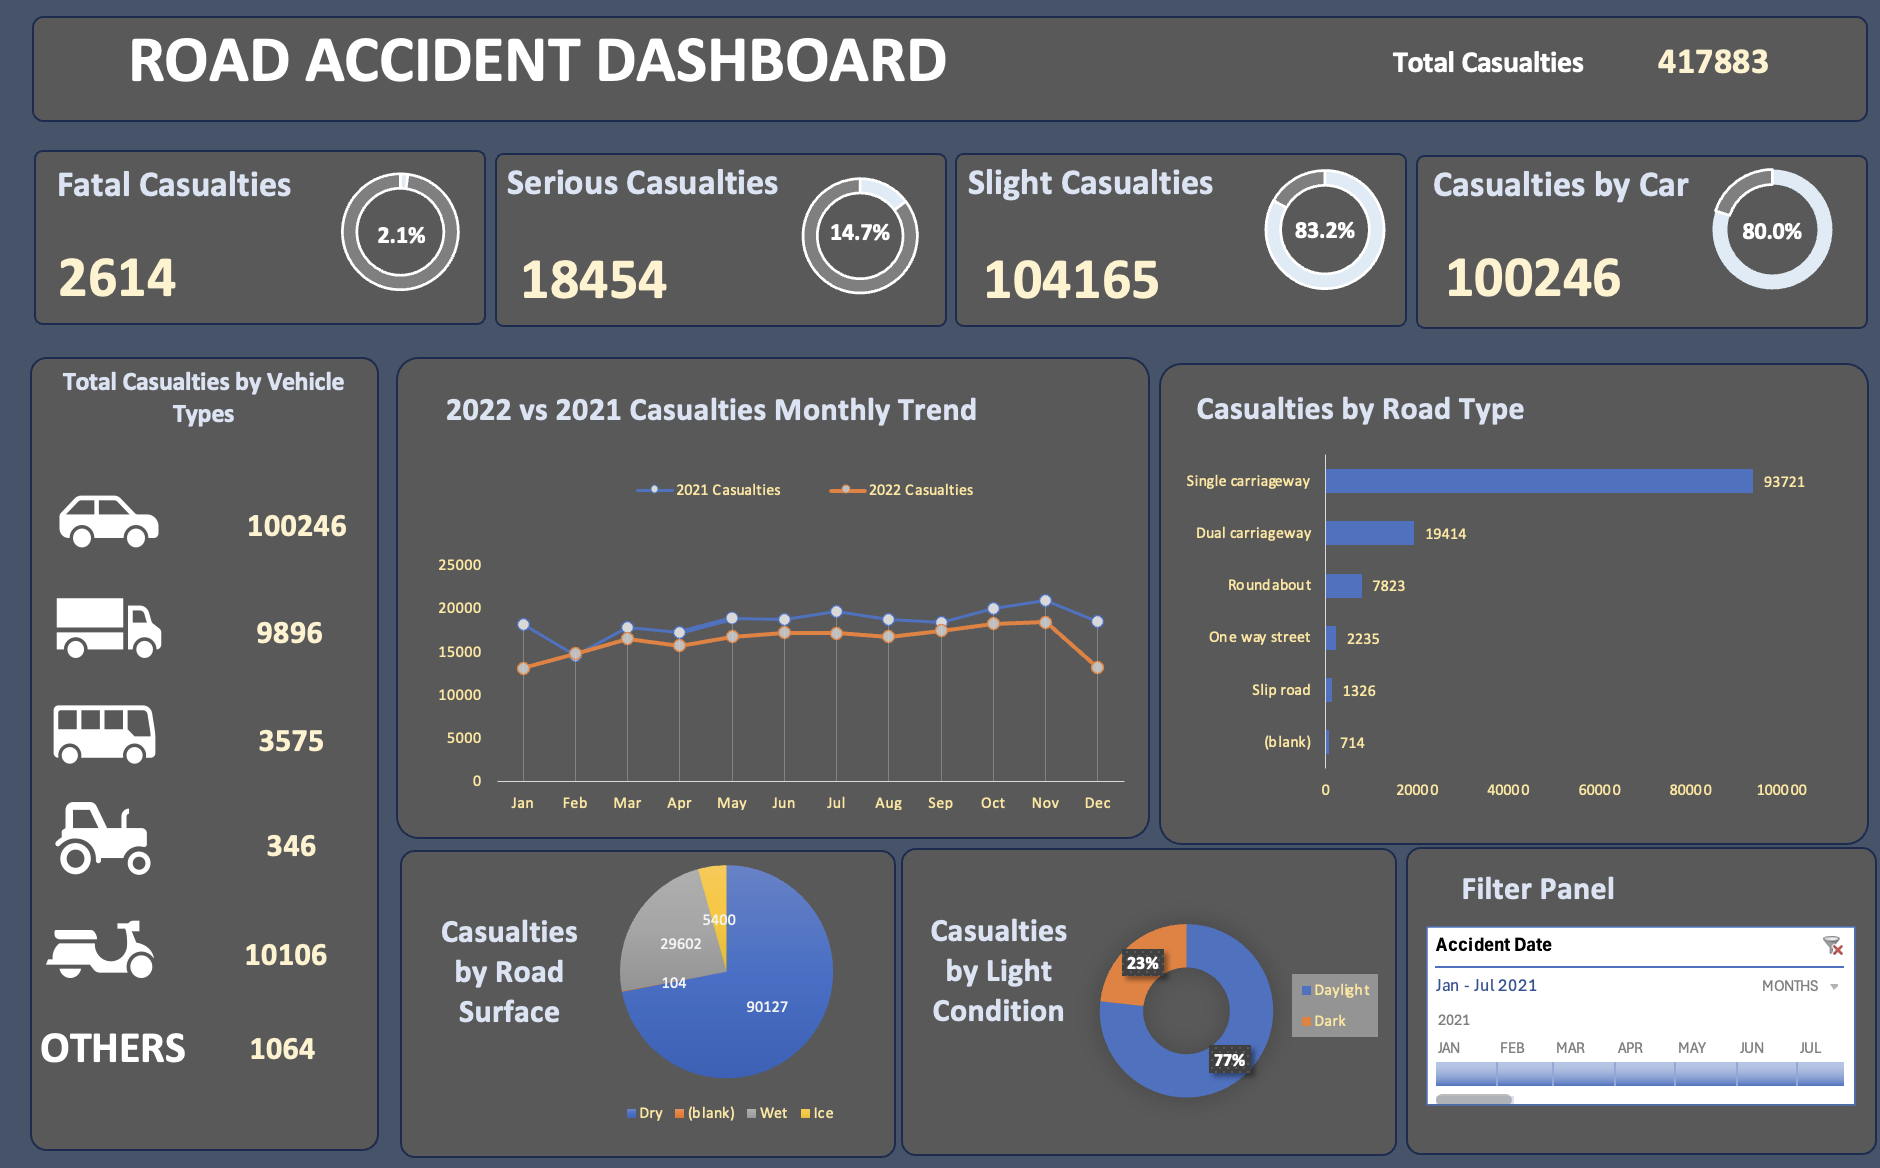 ROAD ACCIDENT DASHBOARD
Total Casualties 417883
Fatal Casualties
2.1%
2614
Serious Casualties
14.7%
18454
Slight Casualties
83.2%
104165
Casualties by Car
80.0%
100246
Total Casualties by Vehicle
Types
100246
9896
3575
346
10106
OTHERS 1064
2022 vs 2021 Casualties Monthly Trend
2021 Casualties 2022 Casualties
25000
20000
15000
10000
5000
0
Jan Feb Mar Apr May Jun Jul Aug Sep Oct Nov Dec
Casualties by Road Type
Single carriageway 93721
Dual carriageway 19414
Roundabout 7823
One way street 2235
Slip road 1326
(blank) 714
0 20000 40000 60000 80000 100000
Casualties
by Road
Surface
5400
29602
104
90127
Dry (blank) Wet Ice
Casualties
by Light
Condition
23%
77%
Daylight
Dark
Filter Panel
Accident Date
Jan - Jul 2021 MONTHS
2021
JAN FEB MAR APR MAY JUN JUL